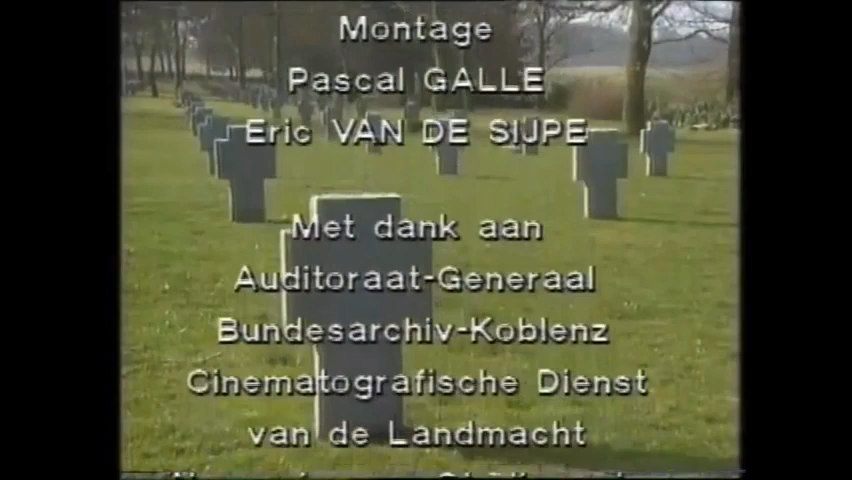 Montage
Pascal GALLE
Eric VAN DE SIJPE
Met dank aan
Auditoraat-Generaal
Bundesarchiv-Koblenz
Cinematografische Dienst
van de Landmacht